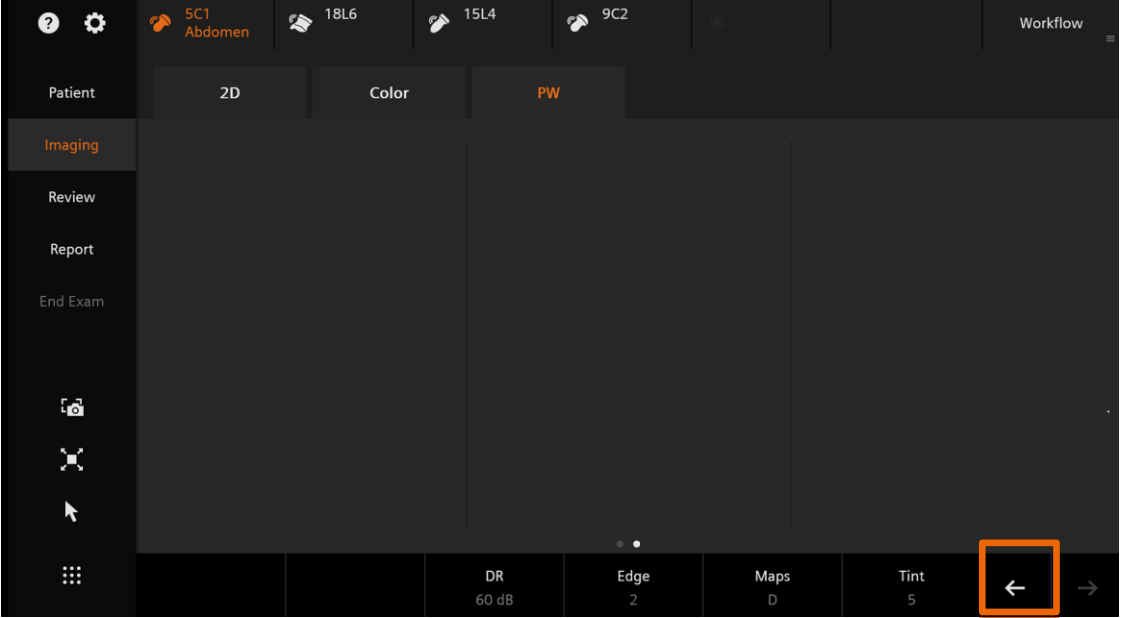 ?
5C1
Abdomen
18L6
15L4
9C2
Workflow
Patient
2D
Color
PW
Imaging
Review
Report
End Exam
DR
60 dB
Edge
2
Maps
D
Tint
5